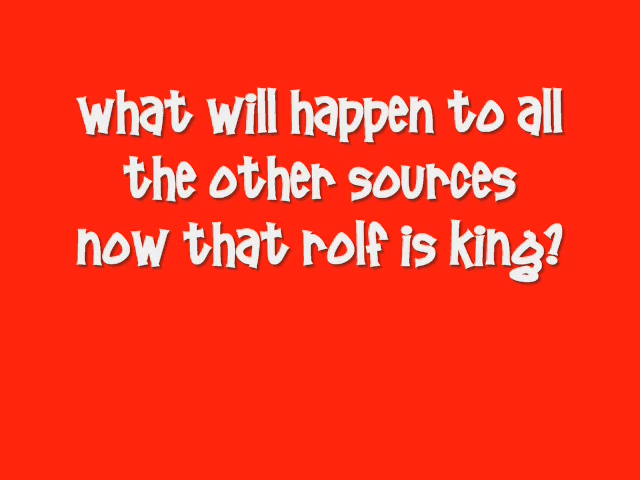 what will happen to all
the other sources
now that rolf is king?